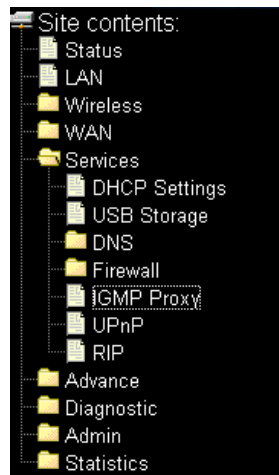 Site contents:
Status
LAN
Wireless
WAN
Services
DHCP Settings
USB Storage
DNS
Firewall
IGMP Proxy
UPnP
RIP
Advance
Diagnostic
Admin
Statistics